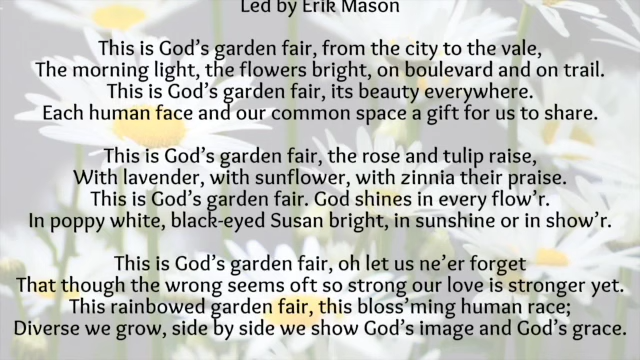 Led by Erik Mason
This is God's garden fair, from the city to the vale,
The morning light, the flowers bright, on boulevard and on trail.
This is God's garden fair, its beauty everywhere.
Each human face and our common space a gift for us to share.
This is God's garden fair, the rose and tulip raise,
With lavender, with sunflower, with zinnia their praise.
This is God's garden fair. God shines in every flow'r.
In poppy white, black-eyed Susan bright, in sunshine or in show'r.
This is God's garden fair, oh let us ne'er forget
That though the wrong seems oft so strong our love is stronger yet.
This rainbowed garden fair, this bloss'ming human race;
Diverse we grow, side by side we show God's image and God's grace.